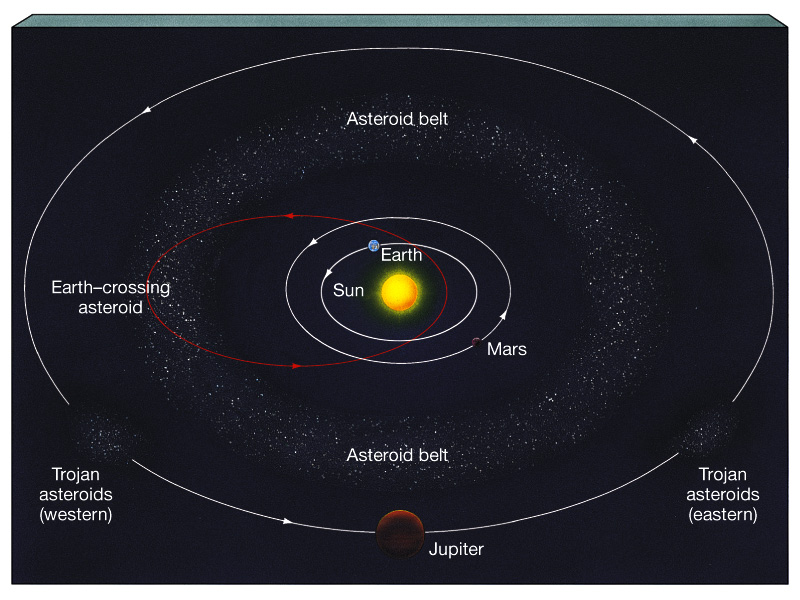 Asteroid belt
Earth
Sun
Earth–crossing
asteroid
Mars
Asteroid belt
Trojan
asteroids
(western)
Trojan
asteroids
(eastern)
Jupiter